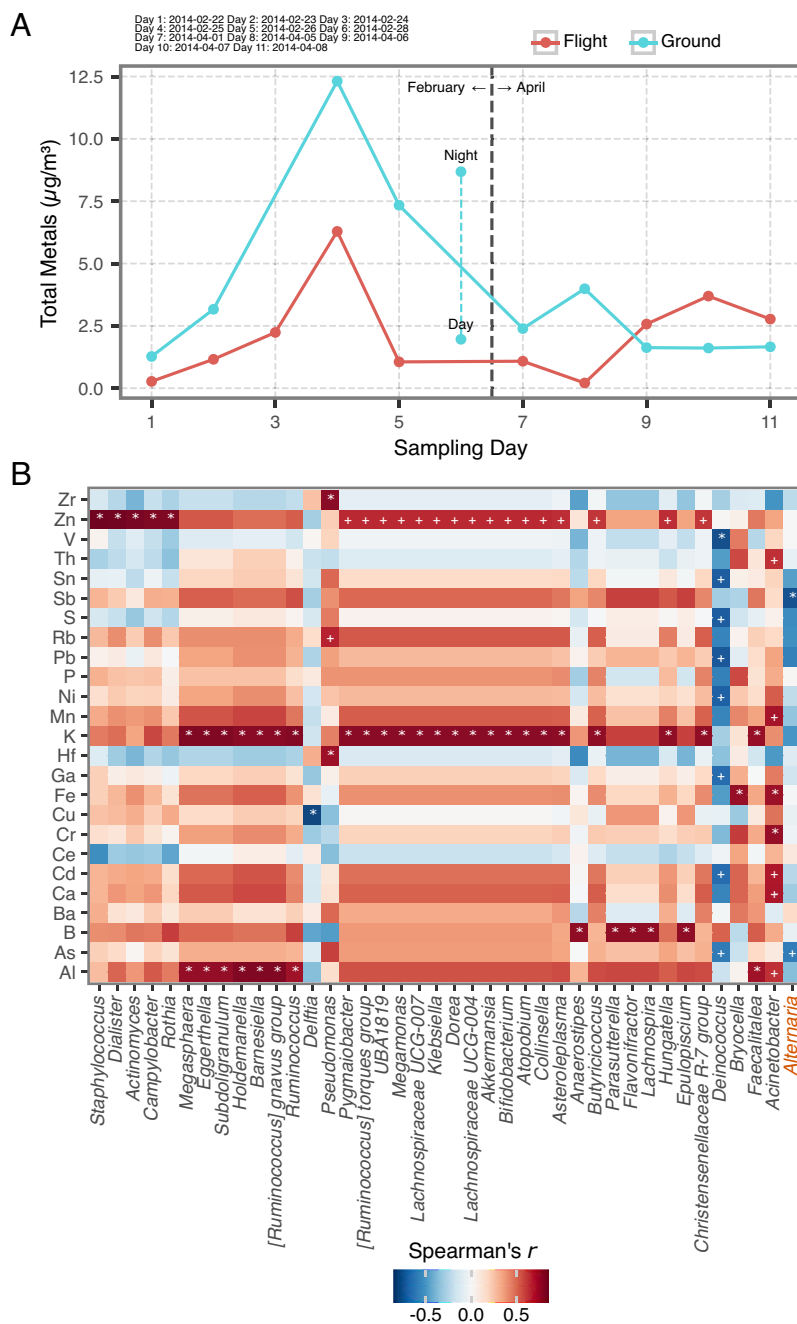 A
Day 1: 2014-02-22 Day 2: 2014-02-23 Day 3: 2014-02-24
Day 4: 2014-02-25 Day 5: 2014-02-26 Day 6: 2014-02-28
Day 7: 2014-04-01 Day 8: 2014-04-05 Day 9: 2014-04-06
Day 10: 2014-04-07 Day 11: 2014-04-08
Flight Ground
Total Metals (µg/m³)
12.5
10.0
7.5
5.0
2.5
0.0
February ← → April
Night
Day
1 3 5 7 9 11
Sampling Day
B
Zr *
Zn * * * * * + + + + + + + + + + + + + + +
V *
Th +
Sn +
Sb *
S +
Rb +
Pb +
P
Ni +
Mn +
K * * * * * * * * * * * * * * * * * * * * * * *
Hf *
Ga +
Fe * *
Cu *
Cr *
Ce
Cd + +
Ca +
Ba
B * * * * *
As + +
Al * * * * * * * * +
Staphylococcus
Dialister
Actinomyces
Campylobacter
Rothia
Megasphaera
Eggerthella
Subdoligranulum
Holdemanella
Barnesiella
[Ruminococcus] gnavus group
Ruminococcus
Delftia
Pseudomonas
Pygmaiobacter
[Ruminococcus] torques group
UBA1819
Megamonas
Lachnospiraceae UCG-007
Klebsiella
Dorea
Lachnospiraceae UCG-004
Akkermansia
Bifidobacterium
Atopobium
Collinsella
Asteroleplasma
Anaerostipes
Butyricicoccus
Parasutterella
Flavonifractor
Lachnospira
Hungatella
Epulopiscium
Christensenellaceae R-7 group
Deinococcus
Bryocella
Faecalitalea
Acinetobacter
Alternaria
Spearman's r
-0.5 0.0 0.5